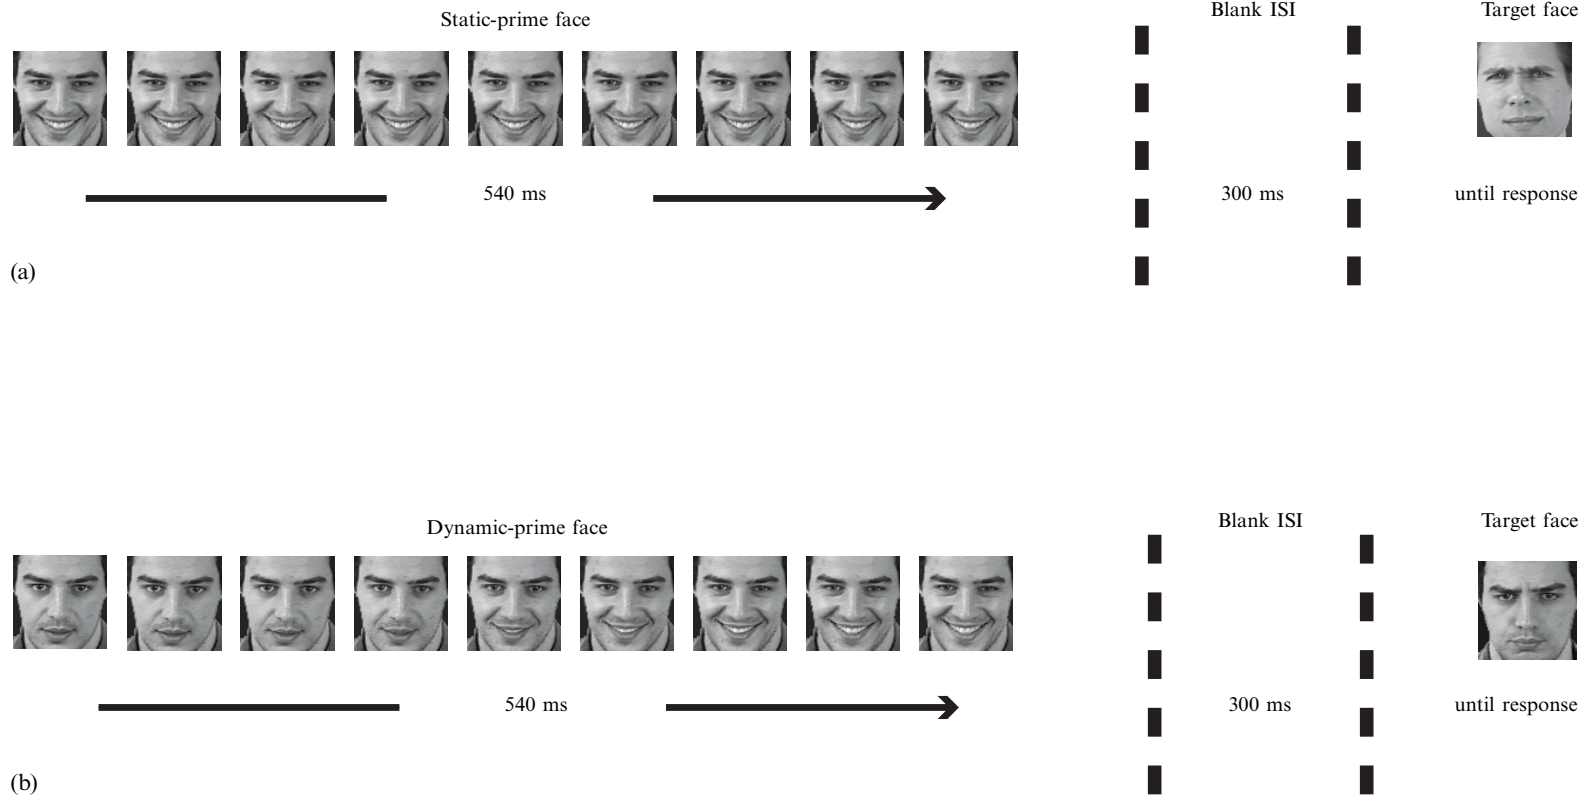 Static-prime face
Blank ISI
Target face
540 ms
300 ms
until response
(a)
Dynamic-prime face
Blank ISI
Target face
540 ms
300 ms
until response
(b)